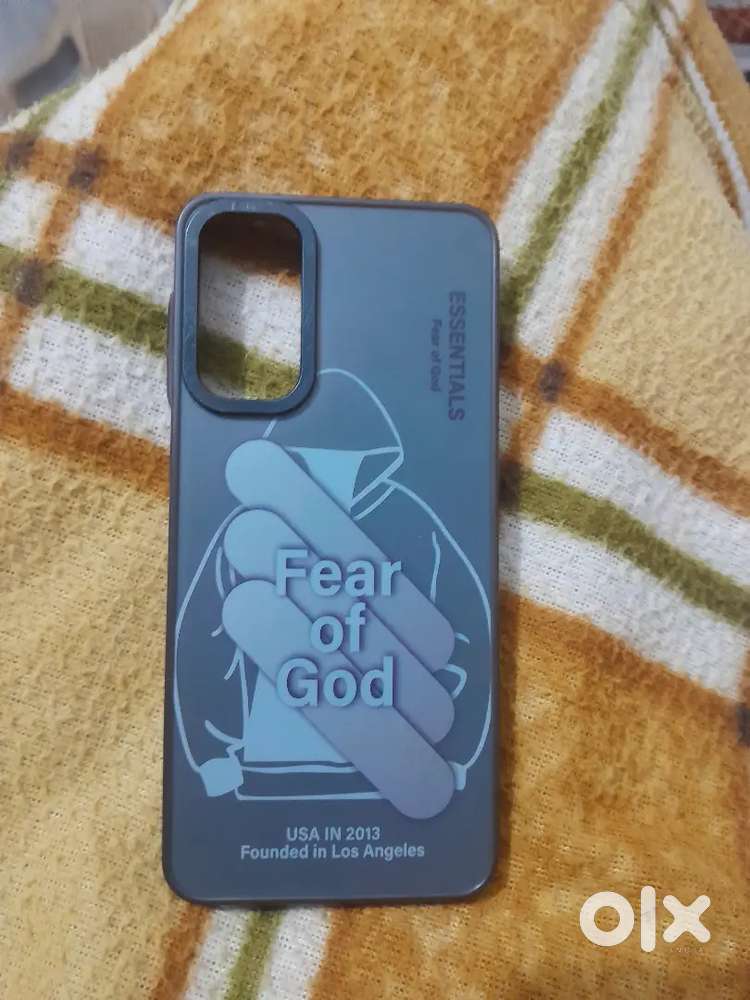 ESSENTIALS
Fear of God
Fear
of
God
USA IN 2013
Founded in Los Angeles
olx